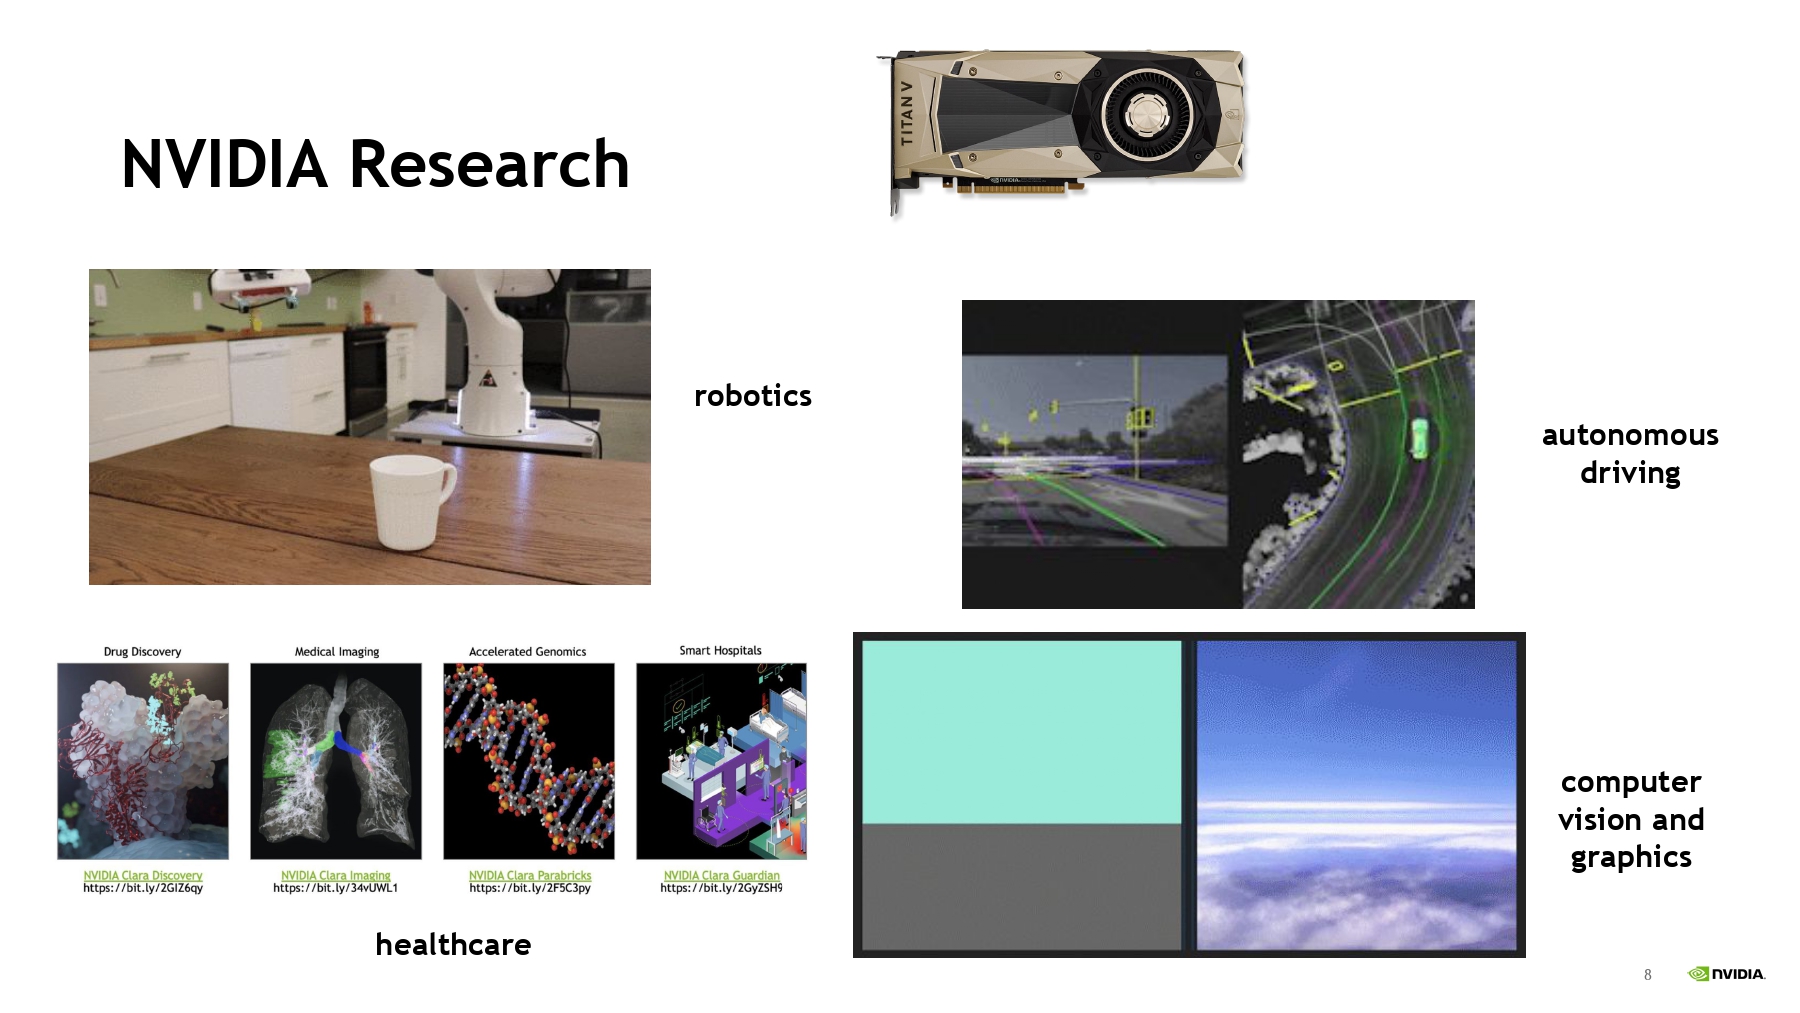 TITAN V
NVIDIA.
NVIDIA Research
robotics
autonomous
driving
Drug Discovery
Medical Imaging
Accelerated Genomics
Smart Hospitals
NVIDIA Clara Discovery
https://bit.ly/2GIZ6qy
NVIDIA Clara Imaging
https://bit.ly/34vUWL1
NVIDIA Clara Parabricks
https://bit.ly/2F5C3py
NVIDIA Clara Guardian
https://bit.ly/2GyZSH9
healthcare
computer
vision and
graphics
8
NVIDIA.